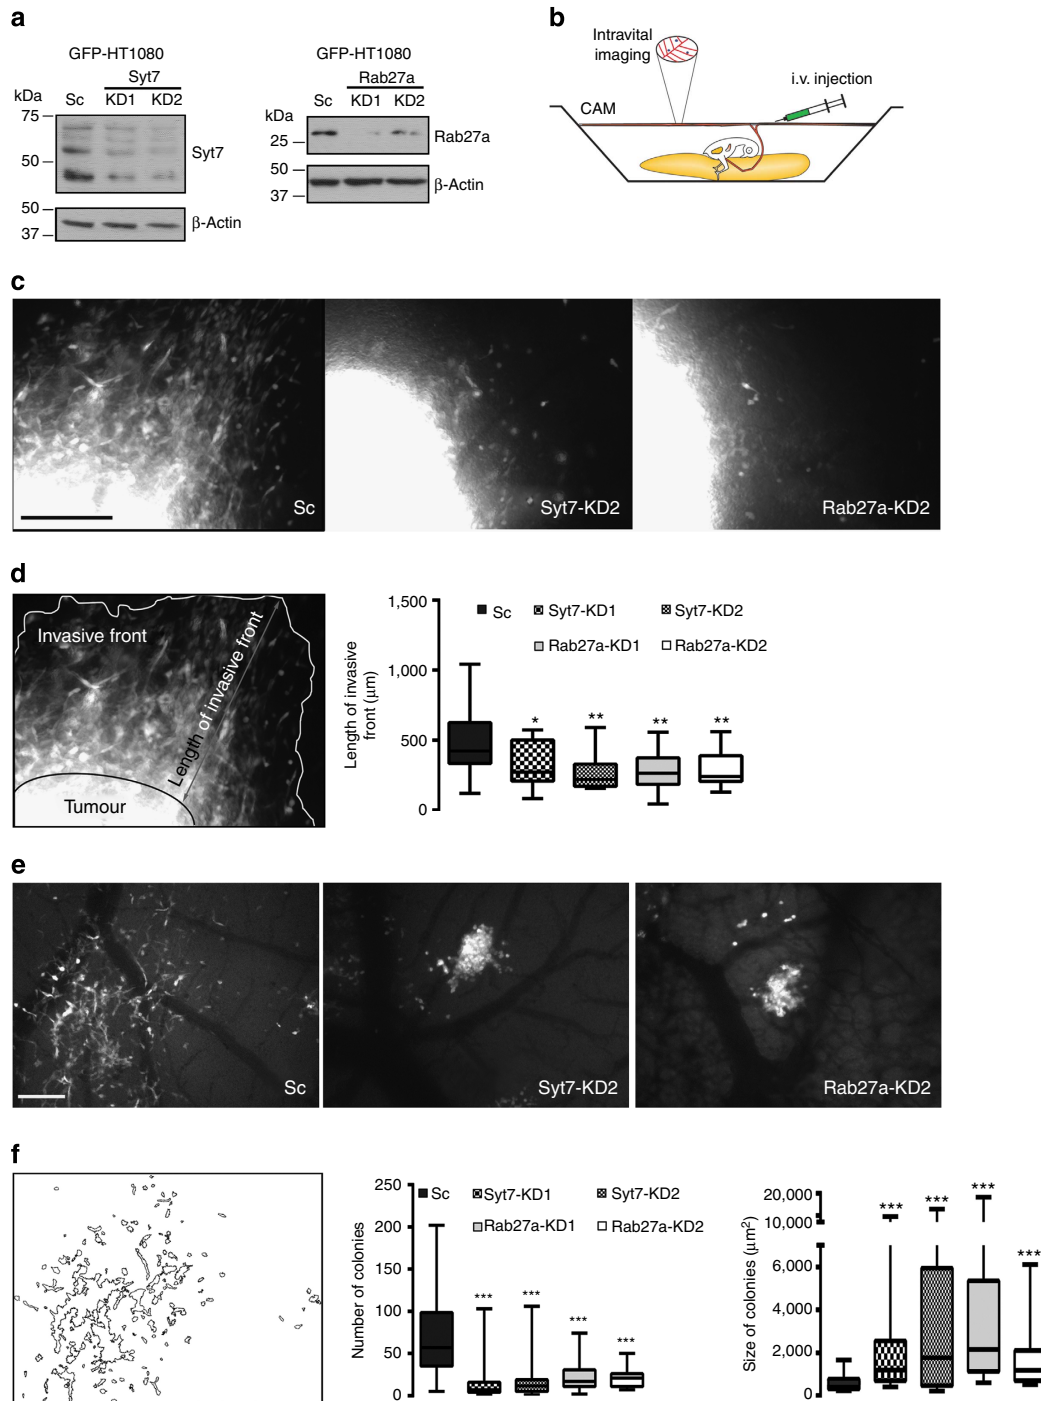 a
GFP-HT1080
Syt7
kDa
Sc KD1 KD2
75
50
Syt7
50
37
β-Actin
GFP-HT1080
Rab27a
kDa
Sc KD1 KD2
25
Rab27a
50
37
β-Actin
b
Intravital
imaging
i.v. injection
CAM
c
Sc
Syt7-KD2
Rab27a-KD2
d
Invasive front
Length of invasive front
Tumour
Length of invasive
front (μm)
1,500
1,000
500
0
Sc
Syt7-KD1
Syt7-KD2
Rab27a-KD1
Rab27a-KD2
*
**
**
**
e
Sc
Syt7-KD2
Rab27a-KD2
f
Number of colonies
250
200
150
100
50
0
Sc
Syt7-KD1
Syt7-KD2
Rab27a-KD1
Rab27a-KD2
***
***
***
***
Size of colonies (μm²)
20,000
10,000
6,000
4,000
2,000
0
***
***
***
***